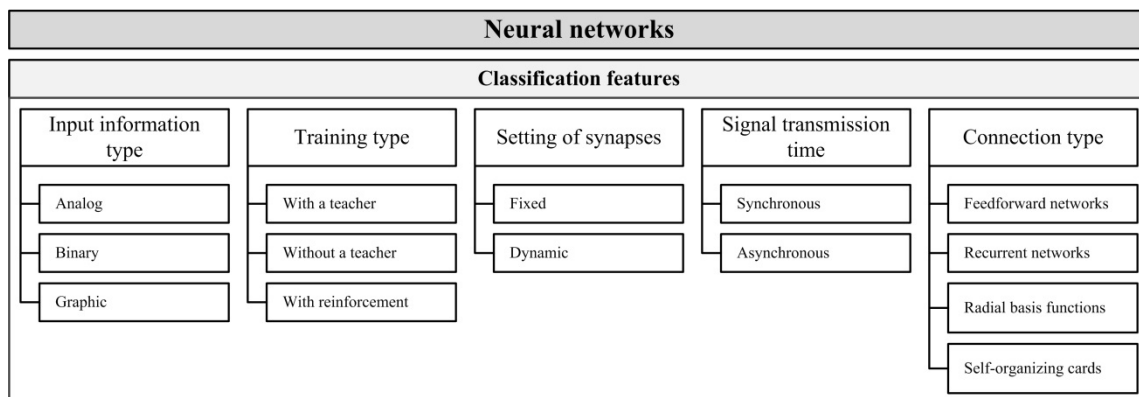 Neural networks
Classification features
Input information
type
Analog
Binary
Graphic
Training type
With a teacher
Without a teacher
With reinforcement
Setting of synapses
Fixed
Dynamic
Signal transmission
time
Synchronous
Asynchronous
Connection type
Feedforward networks
Recurrent networks
Radial basis functions
Self-organizing cards